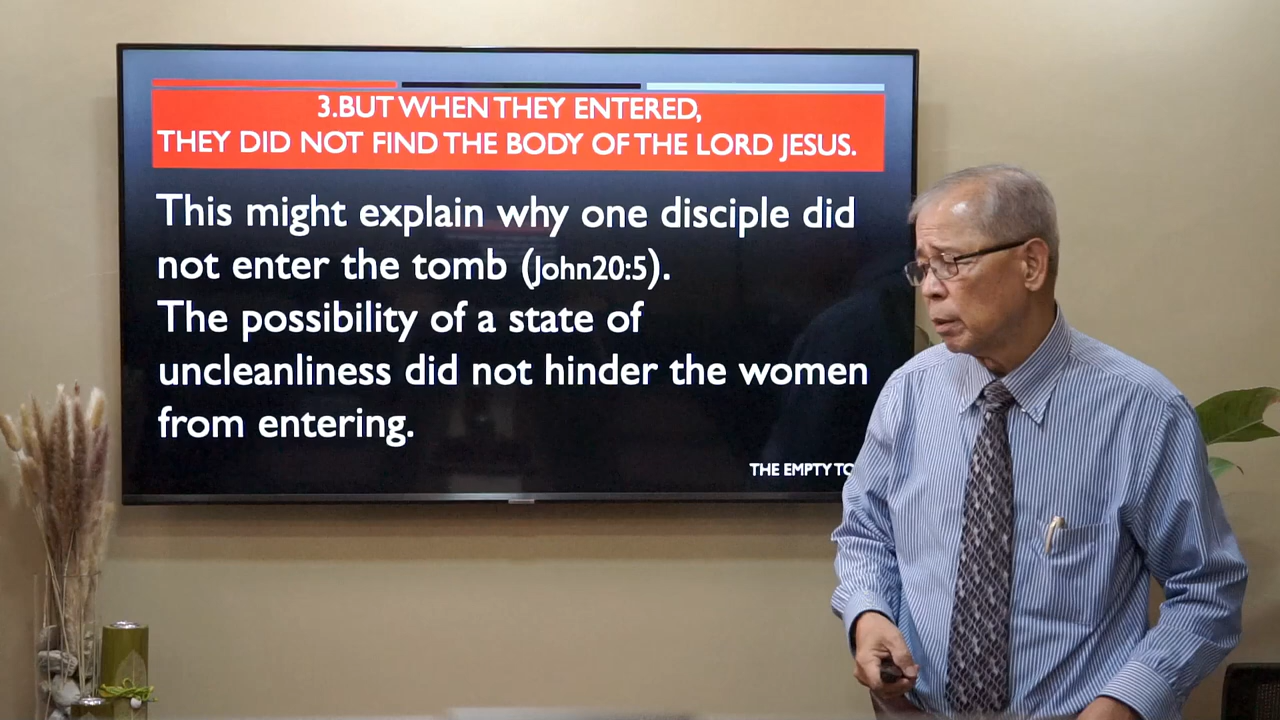 3.BUT WHEN THEY ENTERED,
THEY DID NOT FIND THE BODY OF THE LORD JESUS.
This might explain why one disciple did
not enter the tomb (John20:5).
The possibility of a state of
uncleanliness did not hinder the women
from entering.
THE EMPTY